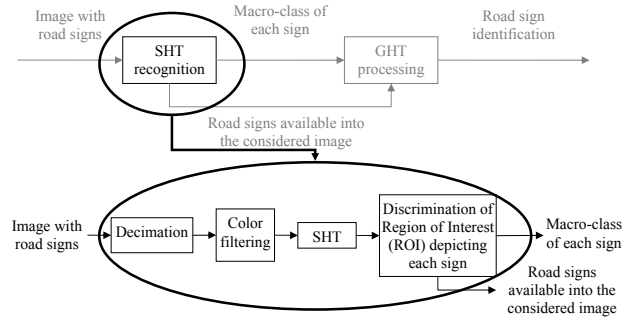 Image with
road signs
Macro-class of
each sign
Road sign
identification
SHT
recognition
GHT
processing
Road signs available into
the considered image
Image with
road signs
Decimation
Color
filtering
SHT
Discrimination of
Region of Interest
(ROI) depicting
each sign
Macro-class
of each sign
Road signs
available into the
considered image